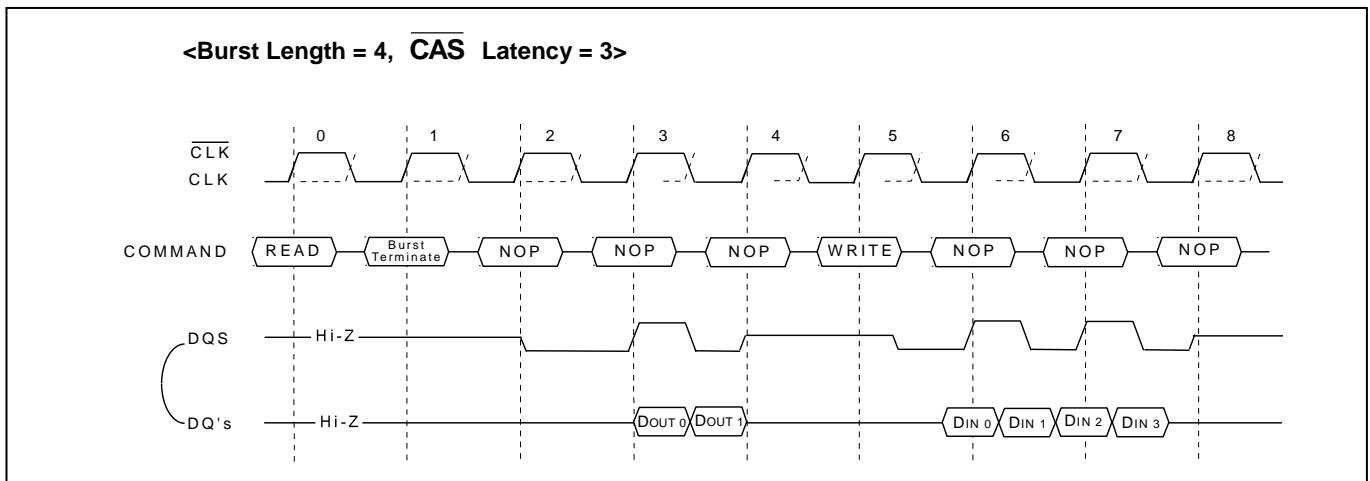 <Burst Length = 4, CAS Latency = 3>
0 1 2 3 4 5 6 7 8
CLK
CLK
COMMAND READ Burst Terminate NOP NOP NOP WRITE NOP NOP NOP
DQS Hi-Z
DQ's Hi-Z DOUT 0 DOUT 1 DIN 0 DIN 1 DIN 2 DIN 3